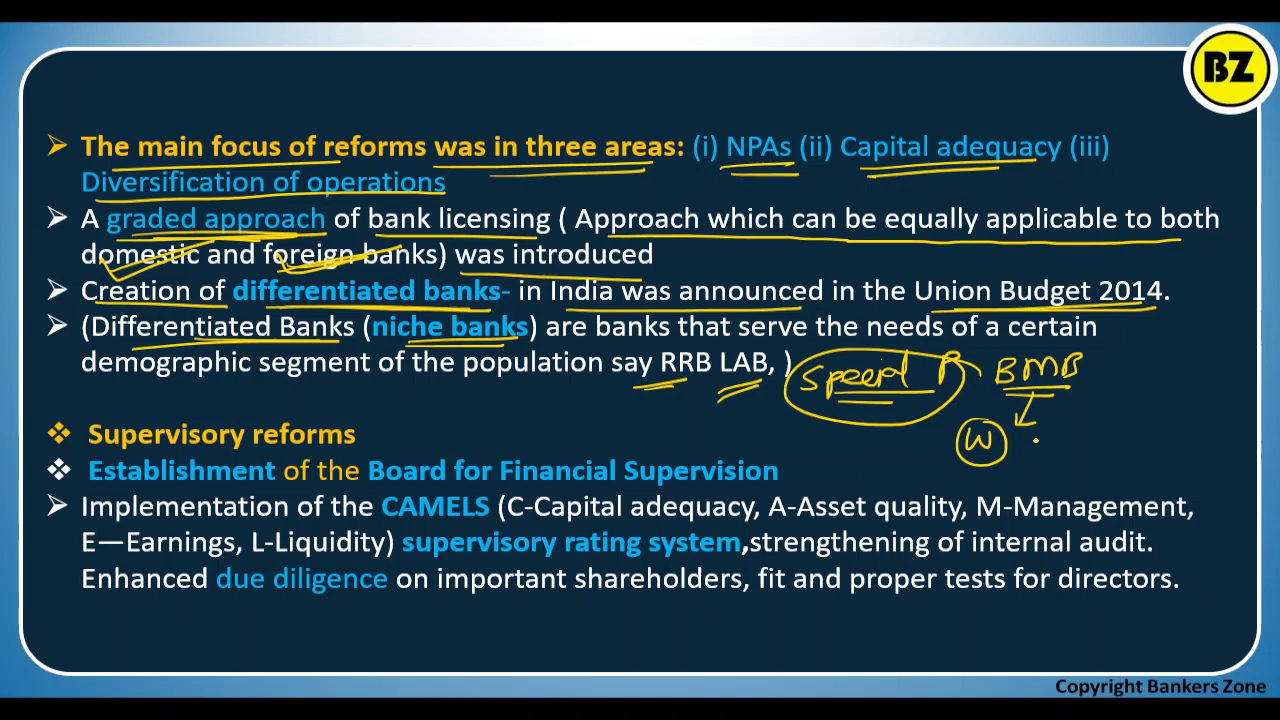 BZ
➢ The main focus of reforms was in three areas: (i) NPAs (ii) Capital adequacy (iii)
Diversification of operations
➢ A graded approach of bank licensing ( Approach which can be equally applicable to both
domestic and foreign banks) was introduced
➢ Creation of differentiated banks- in India was announced in the Union Budget 2014.
➢ (Differentiated Banks (niche banks) are banks that serve the needs of a certain
demographic segment of the population say RRB LAB, )
BMB
W
❖ Supervisory reforms
❖ Establishment of the Board for Financial Supervision
➢ Implementation of the CAMELS (C-Capital adequacy, A-Asset quality, M-Management,
E—Earnings, L-Liquidity) supervisory rating system,strengthening of internal audit.
Enhanced due diligence on important shareholders, fit and proper tests for directors.
Copyright Bankers Zone